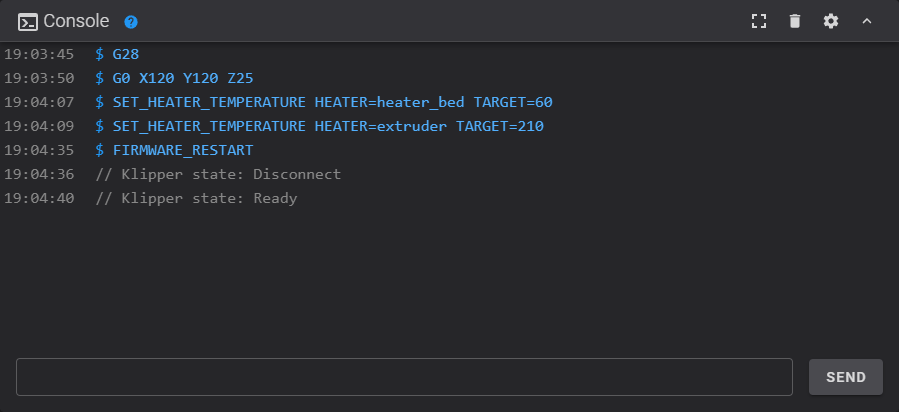 Console
19:03:45 $ G28
19:03:50 $ G0 X120 Y120 Z25
19:04:07 $ SET_HEATER_TEMPERATURE HEATER=heater_bed TARGET=60
19:04:09 $ SET_HEATER_TEMPERATURE HEATER=extruder TARGET=210
19:04:35 $ FIRMWARE_RESTART
19:04:36 // Klipper state: Disconnect
19:04:40 // Klipper state: Ready
SEND